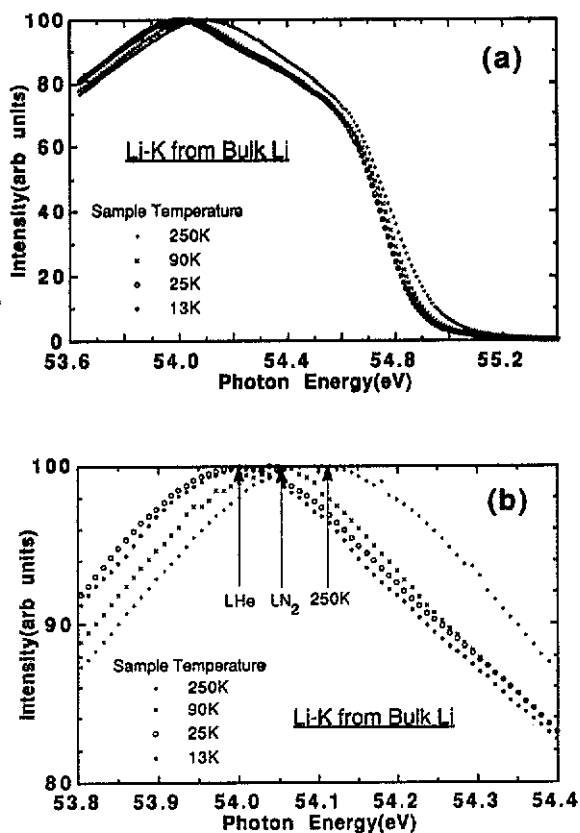 100
80
60
40
20
0
Intensity(arb units)
(a)
Li-K from Bulk Li
Sample Temperature
250K
90K
25K
13K
53.6 54.0 54.4 54.8 55.2
Photon Energy(eV)
100
90
80
Intensity(arb units)
(b)
LHe LN2 250K
Sample Temperature
250K
90K
25K
13K
Li-K from Bulk Li
53.8 53.9 54.0 54.1 54.2 54.3 54.4
Photon Energy(eV)